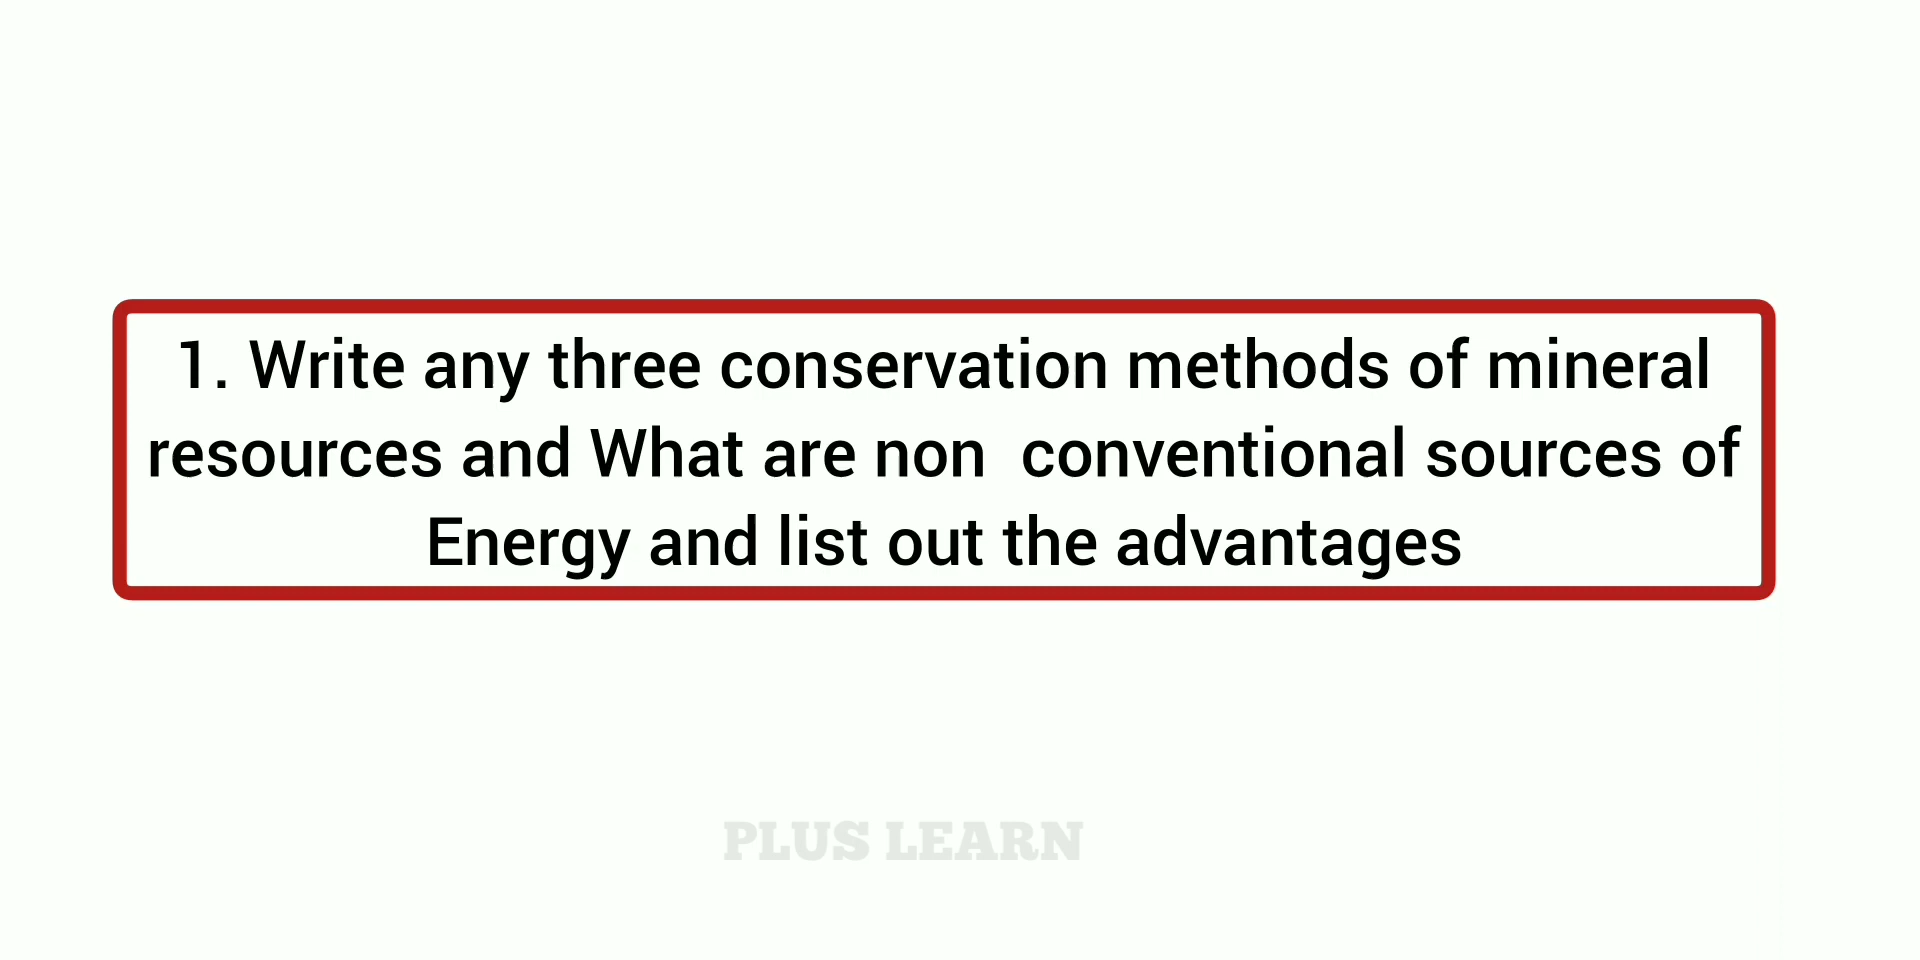 1. Write any three conservation methods of mineral
resources and What are non  conventional sources of
Energy and list out the advantages
PLUS LEARN